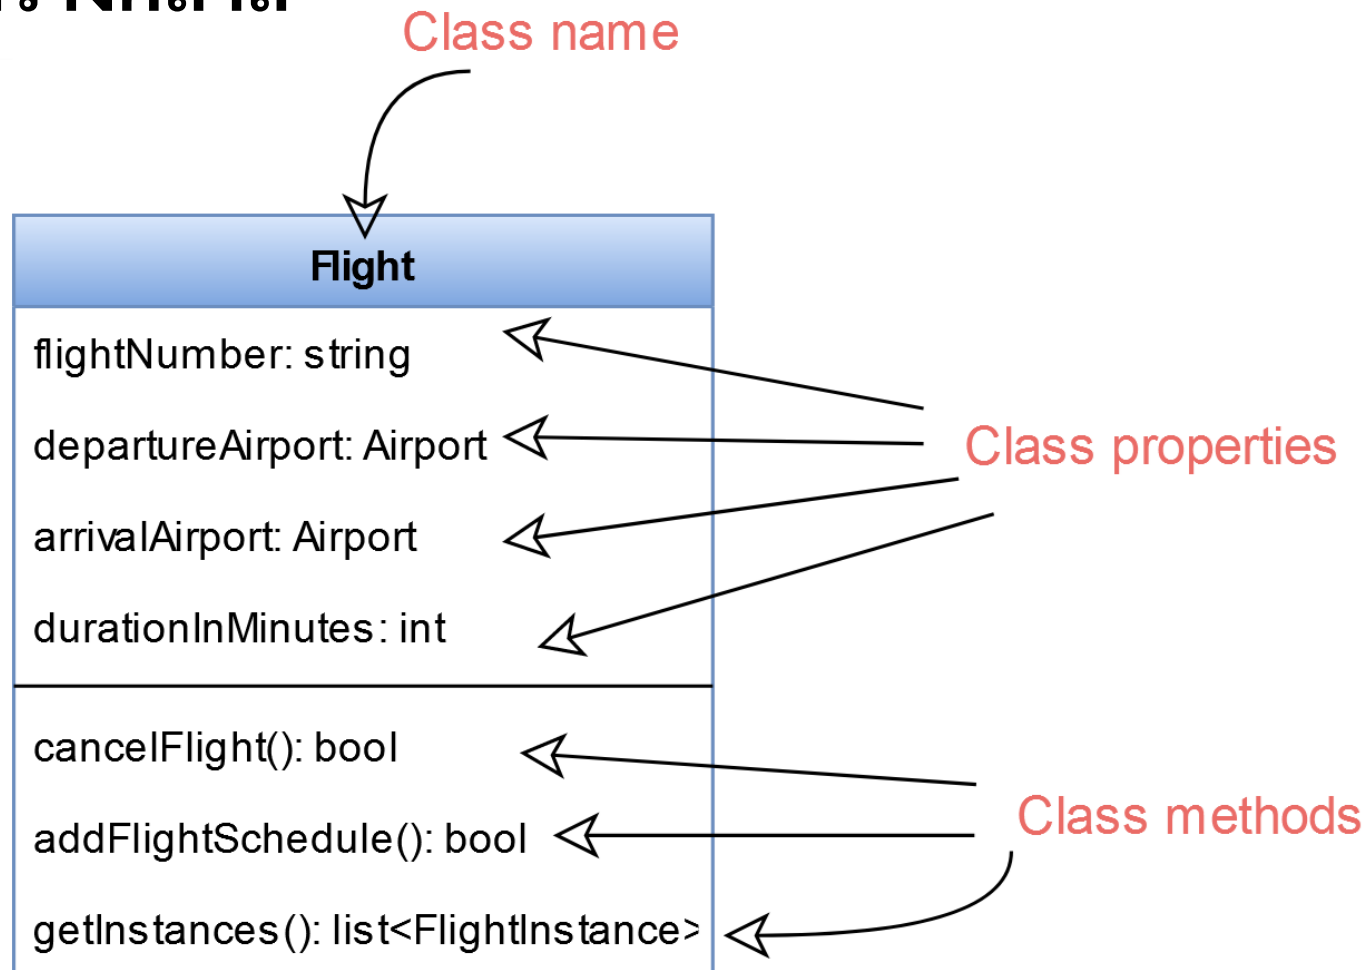 Class name
Flight
flightNumber: string
departureAirport: Airport
arrivalAirport: Airport
durationInMinutes: int
Class properties
cancelFlight(): bool
addFlightSchedule(): bool
getInstances(): list<FlightInstance>
Class methods